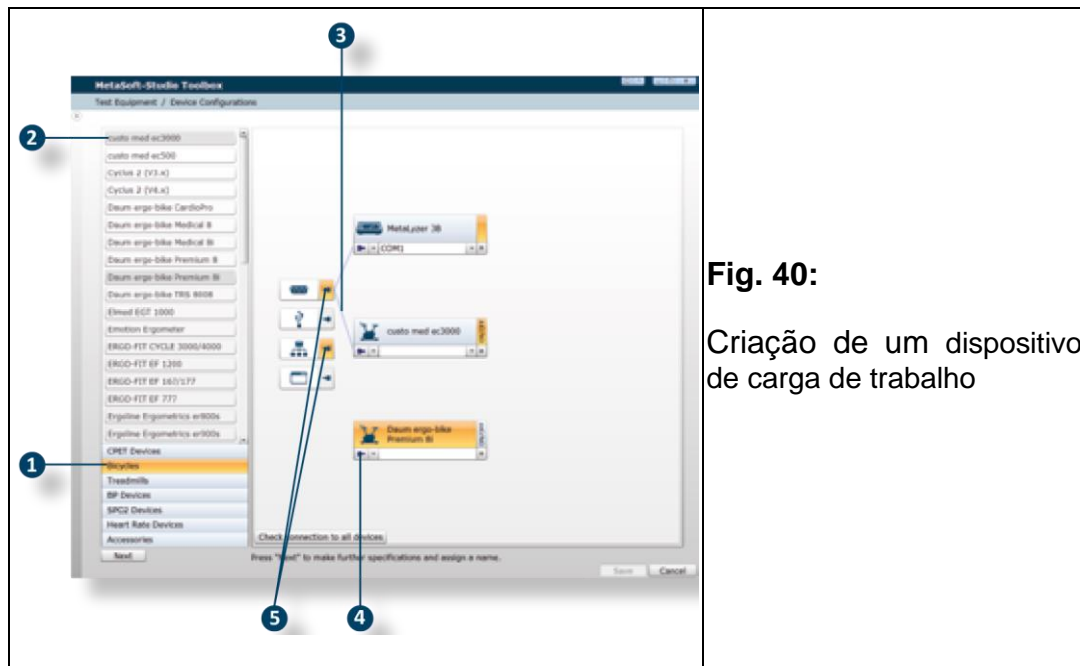 3
MetaSoft-Studio Toolbox
Test Equipment / Device Configurations
2
custo med ec3000
custo med ec500
Cyclus 2 (V3.x)
Cyclus 2 (V4.x)
Daum ergo-bike CardioPro
Daum ergo-bike Medical 8
Daum ergo-bike Medical 8i
Daum ergo-bike Premium 8
Daum ergo-bike Premium 8i
Daum ergo-bike TRS 8008
Elmed EGT 1000
Emotion Ergometer
ERGO-FIT CYCLE 3000/4000
ERGO-FIT EF 1200
ERGO-FIT EF 167/177
ERGO-FIT EF 777
Ergoline Ergometrics er800s
Ergoline Ergometrics er900s
CPET Devices
1
Bicycles
Treadmills
BP Devices
SPC2 Devices
Heart Rate Devices
Accessories
Next
MetaLyzer 3B
COM1
custo med ec3000
Daum ergo-bike
Premium 8i
Check connection to all devices
Press "Next" to make further specifications and assign a name.
Save
Cancel
5
4
Fig. 40:
Criação de um dispositivo
de carga de trabalho